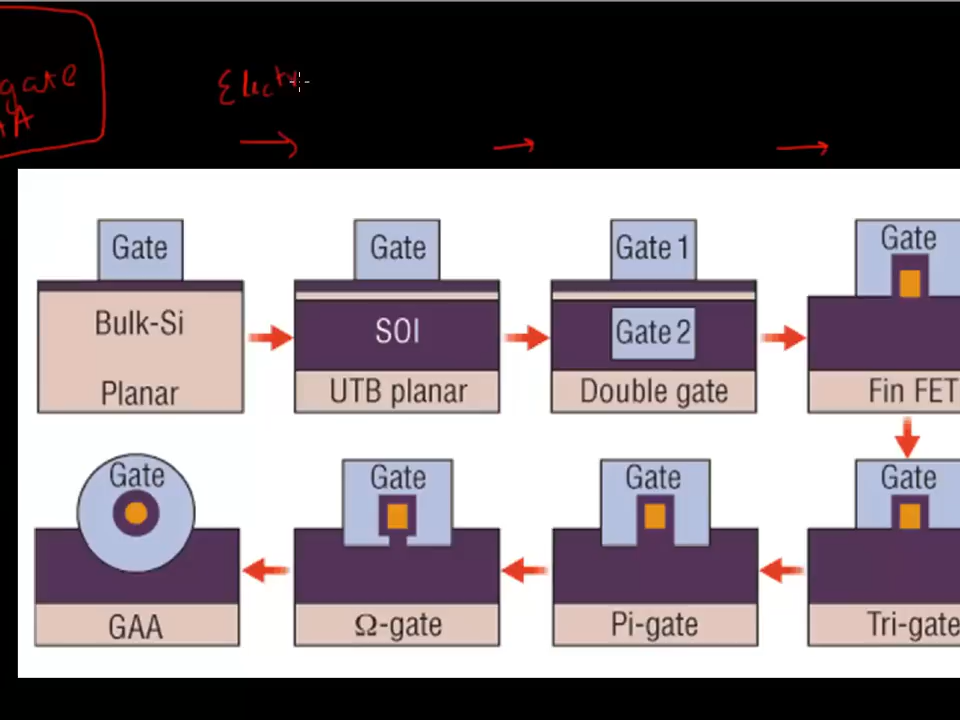 gate
Elect
Gate
Gate
Gate 1
Gate
Bulk-Si
SOI
Gate 2
Planar
UTB planar
Double gate
Fin FET
Gate
Gate
Gate
Gate
GAA
Ω-gate
Pi-gate
Tri-gate